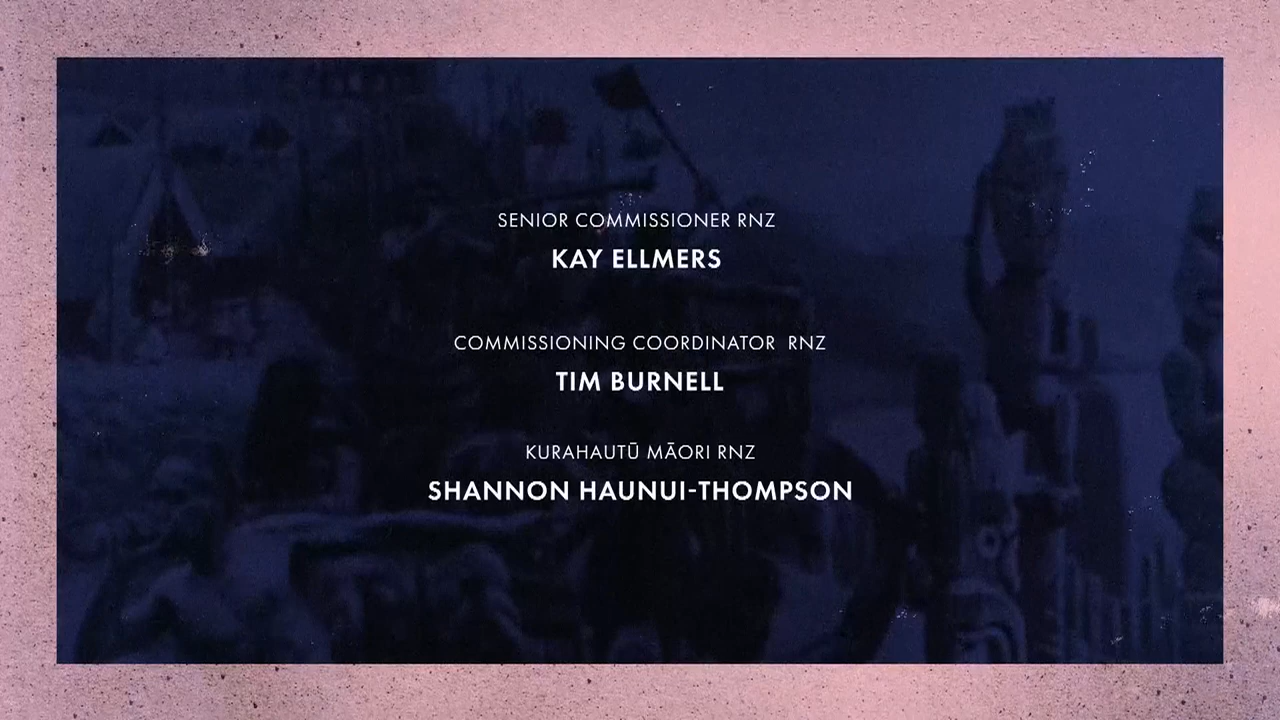 SENIOR COMMISSIONER RNZ
KAY ELLMERS
COMMISSIONING COORDINATOR RNZ
TIM BURNELL
KURAHAUTŪ MĀORI RNZ
SHANNON HAUNUI-THOMPSON